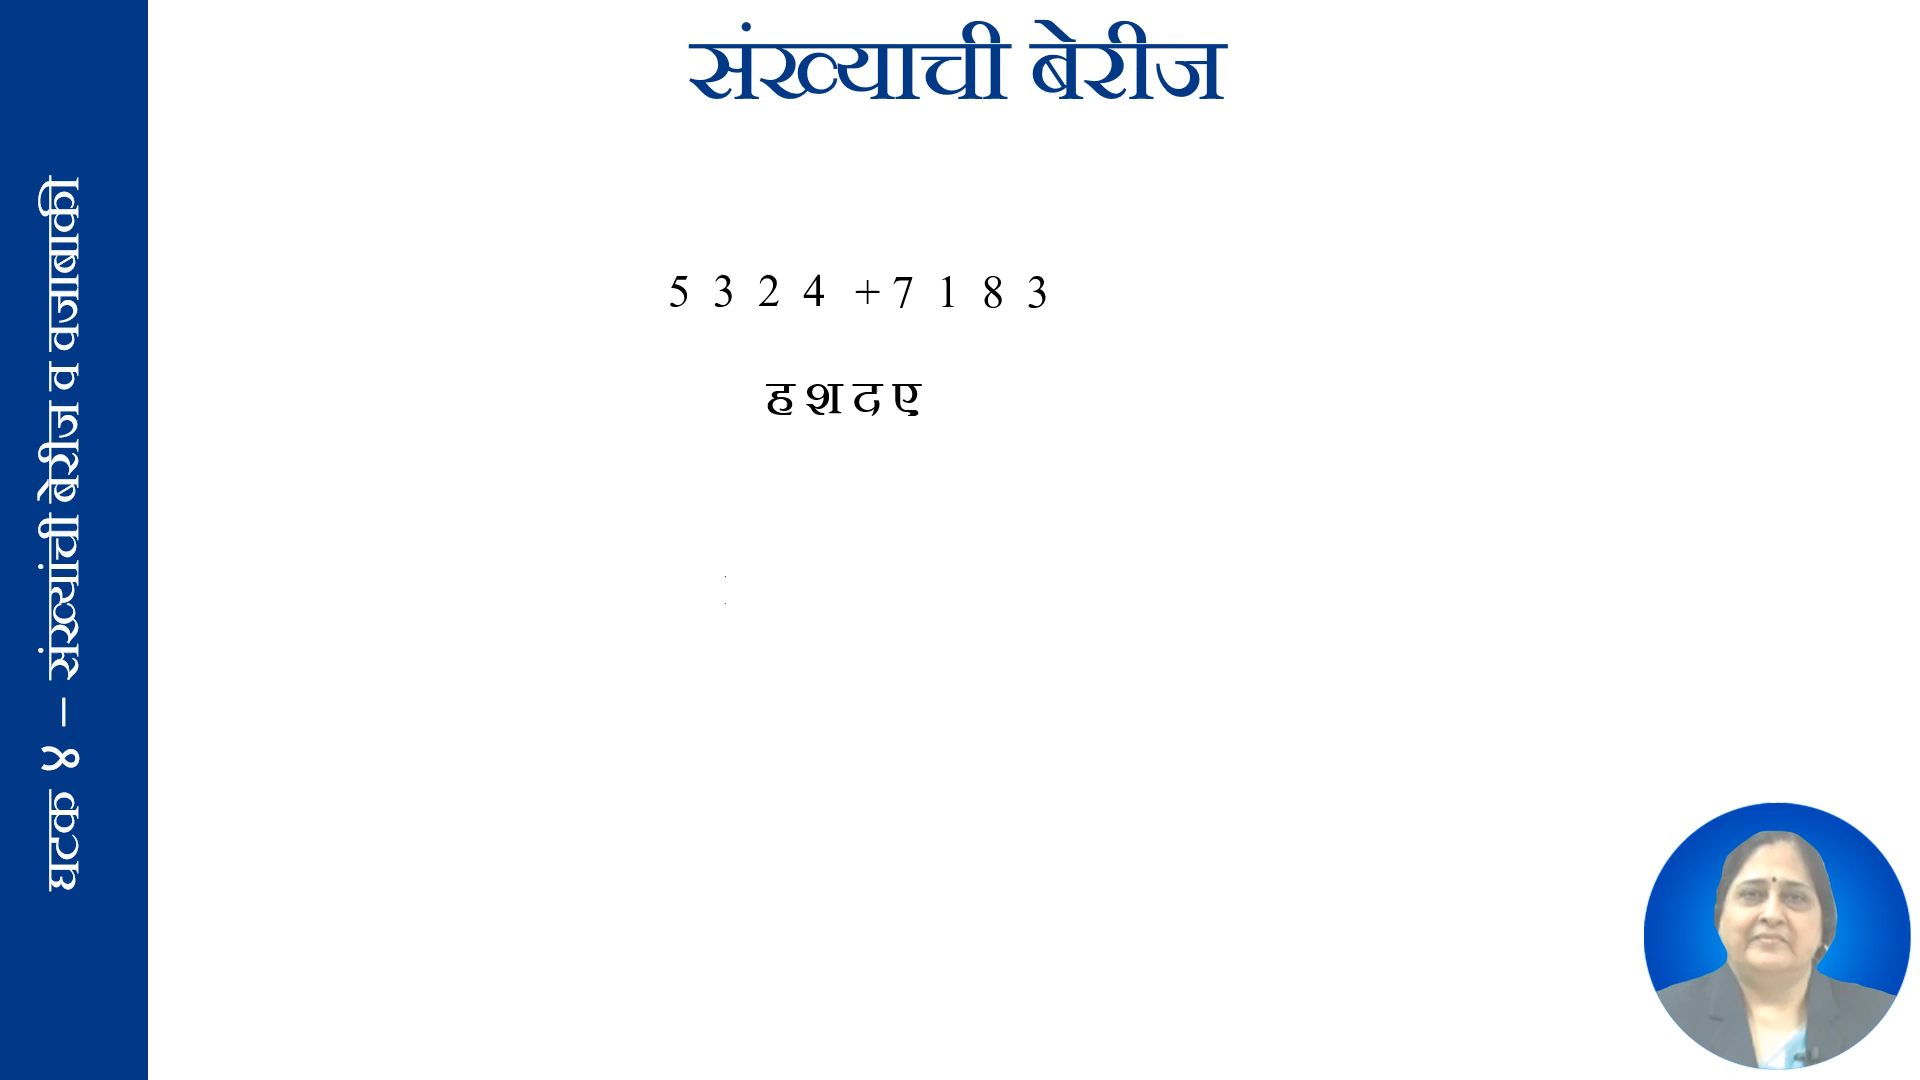 संख्याची बेरीज
5 3 2 4 + 7 1 8 3
ह श द ए
घटक ४ – संख्यांची बेरीज व वजाबाकी